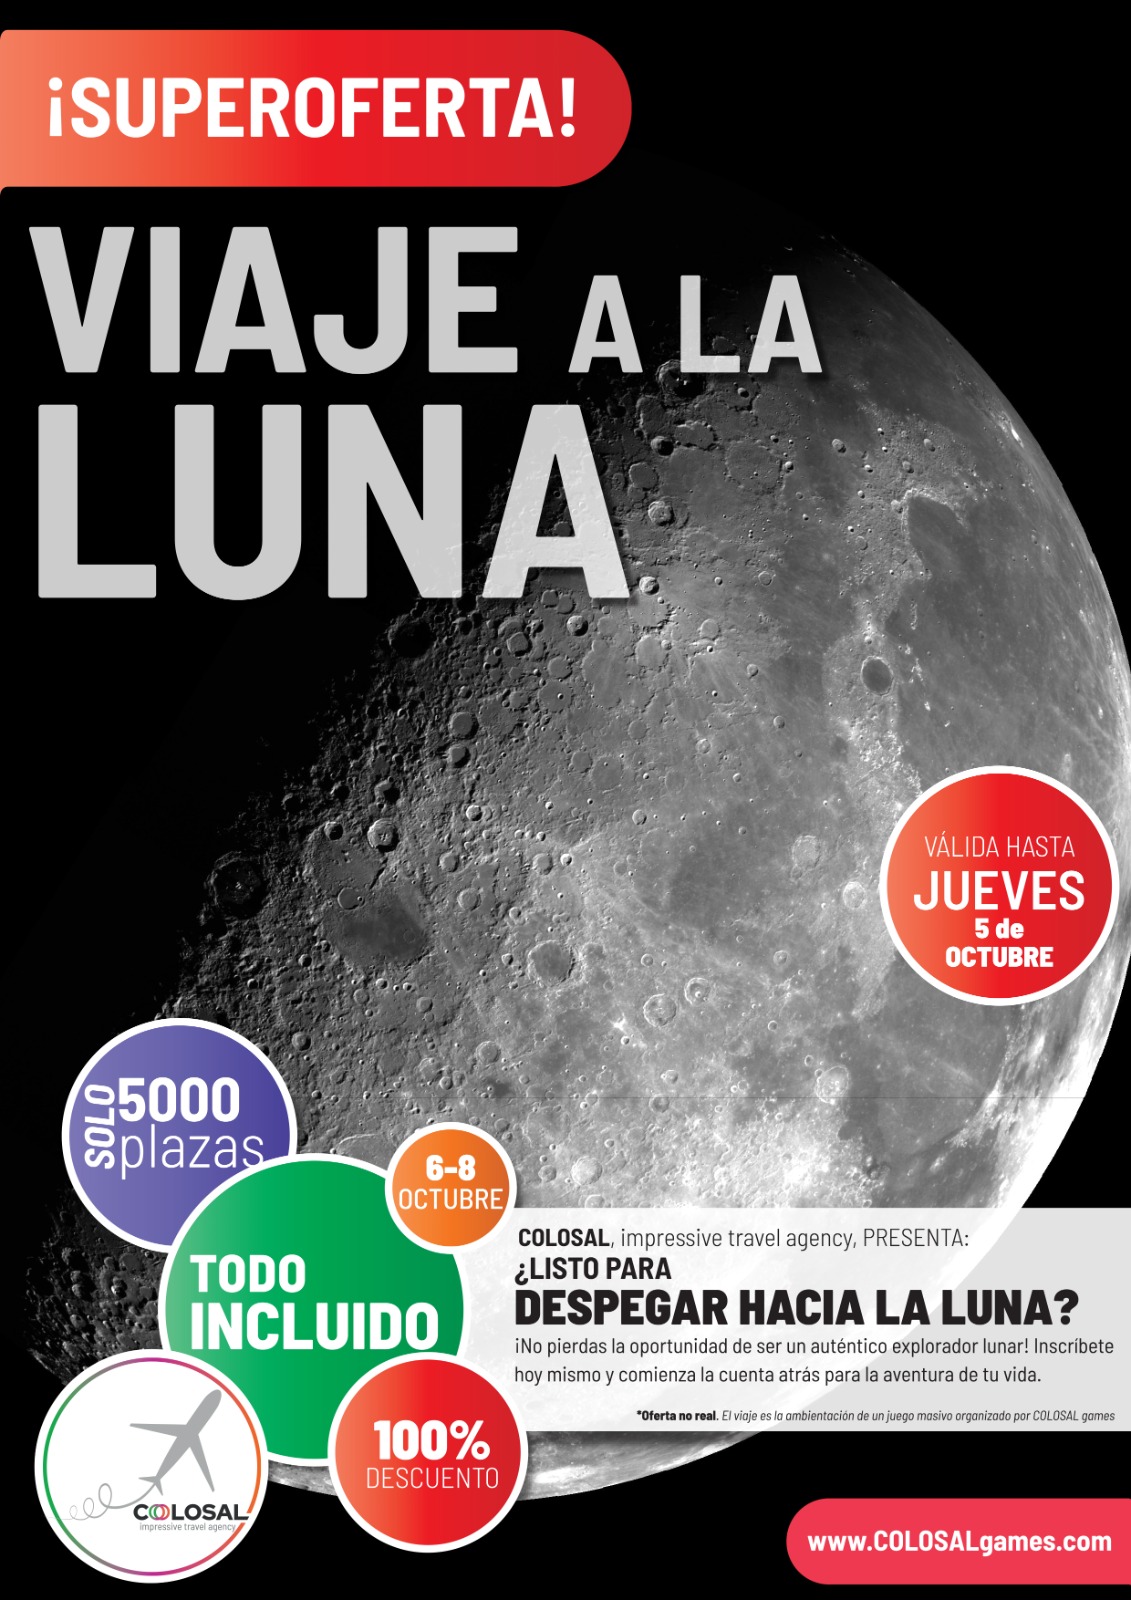 ¡SUPEROFERTA!
VIAJE A LA
LUNA
VÁLIDA HASTA
JUEVES
5 de
OCTUBRE
SOLO
5000
plazas
6-8
OCTUBRE
TODO
INCLUIDO
COLOSAL, impressive travel agency, PRESENTA:
¿LISTO PARA
DESPEGAR HACIA LA LUNA?
¡No pierdas la oportunidad de ser un auténtico explorador lunar! Inscríbete
hoy mismo y comienza la cuenta atrás para la aventura de tu vida.
*Oferta no real. El viaje es la ambientación de un juego masivo organizado por COLOSAL games
100%
DESCUENTO
COOLOSAL
impressive travel agency
www.COLOSALgames.com